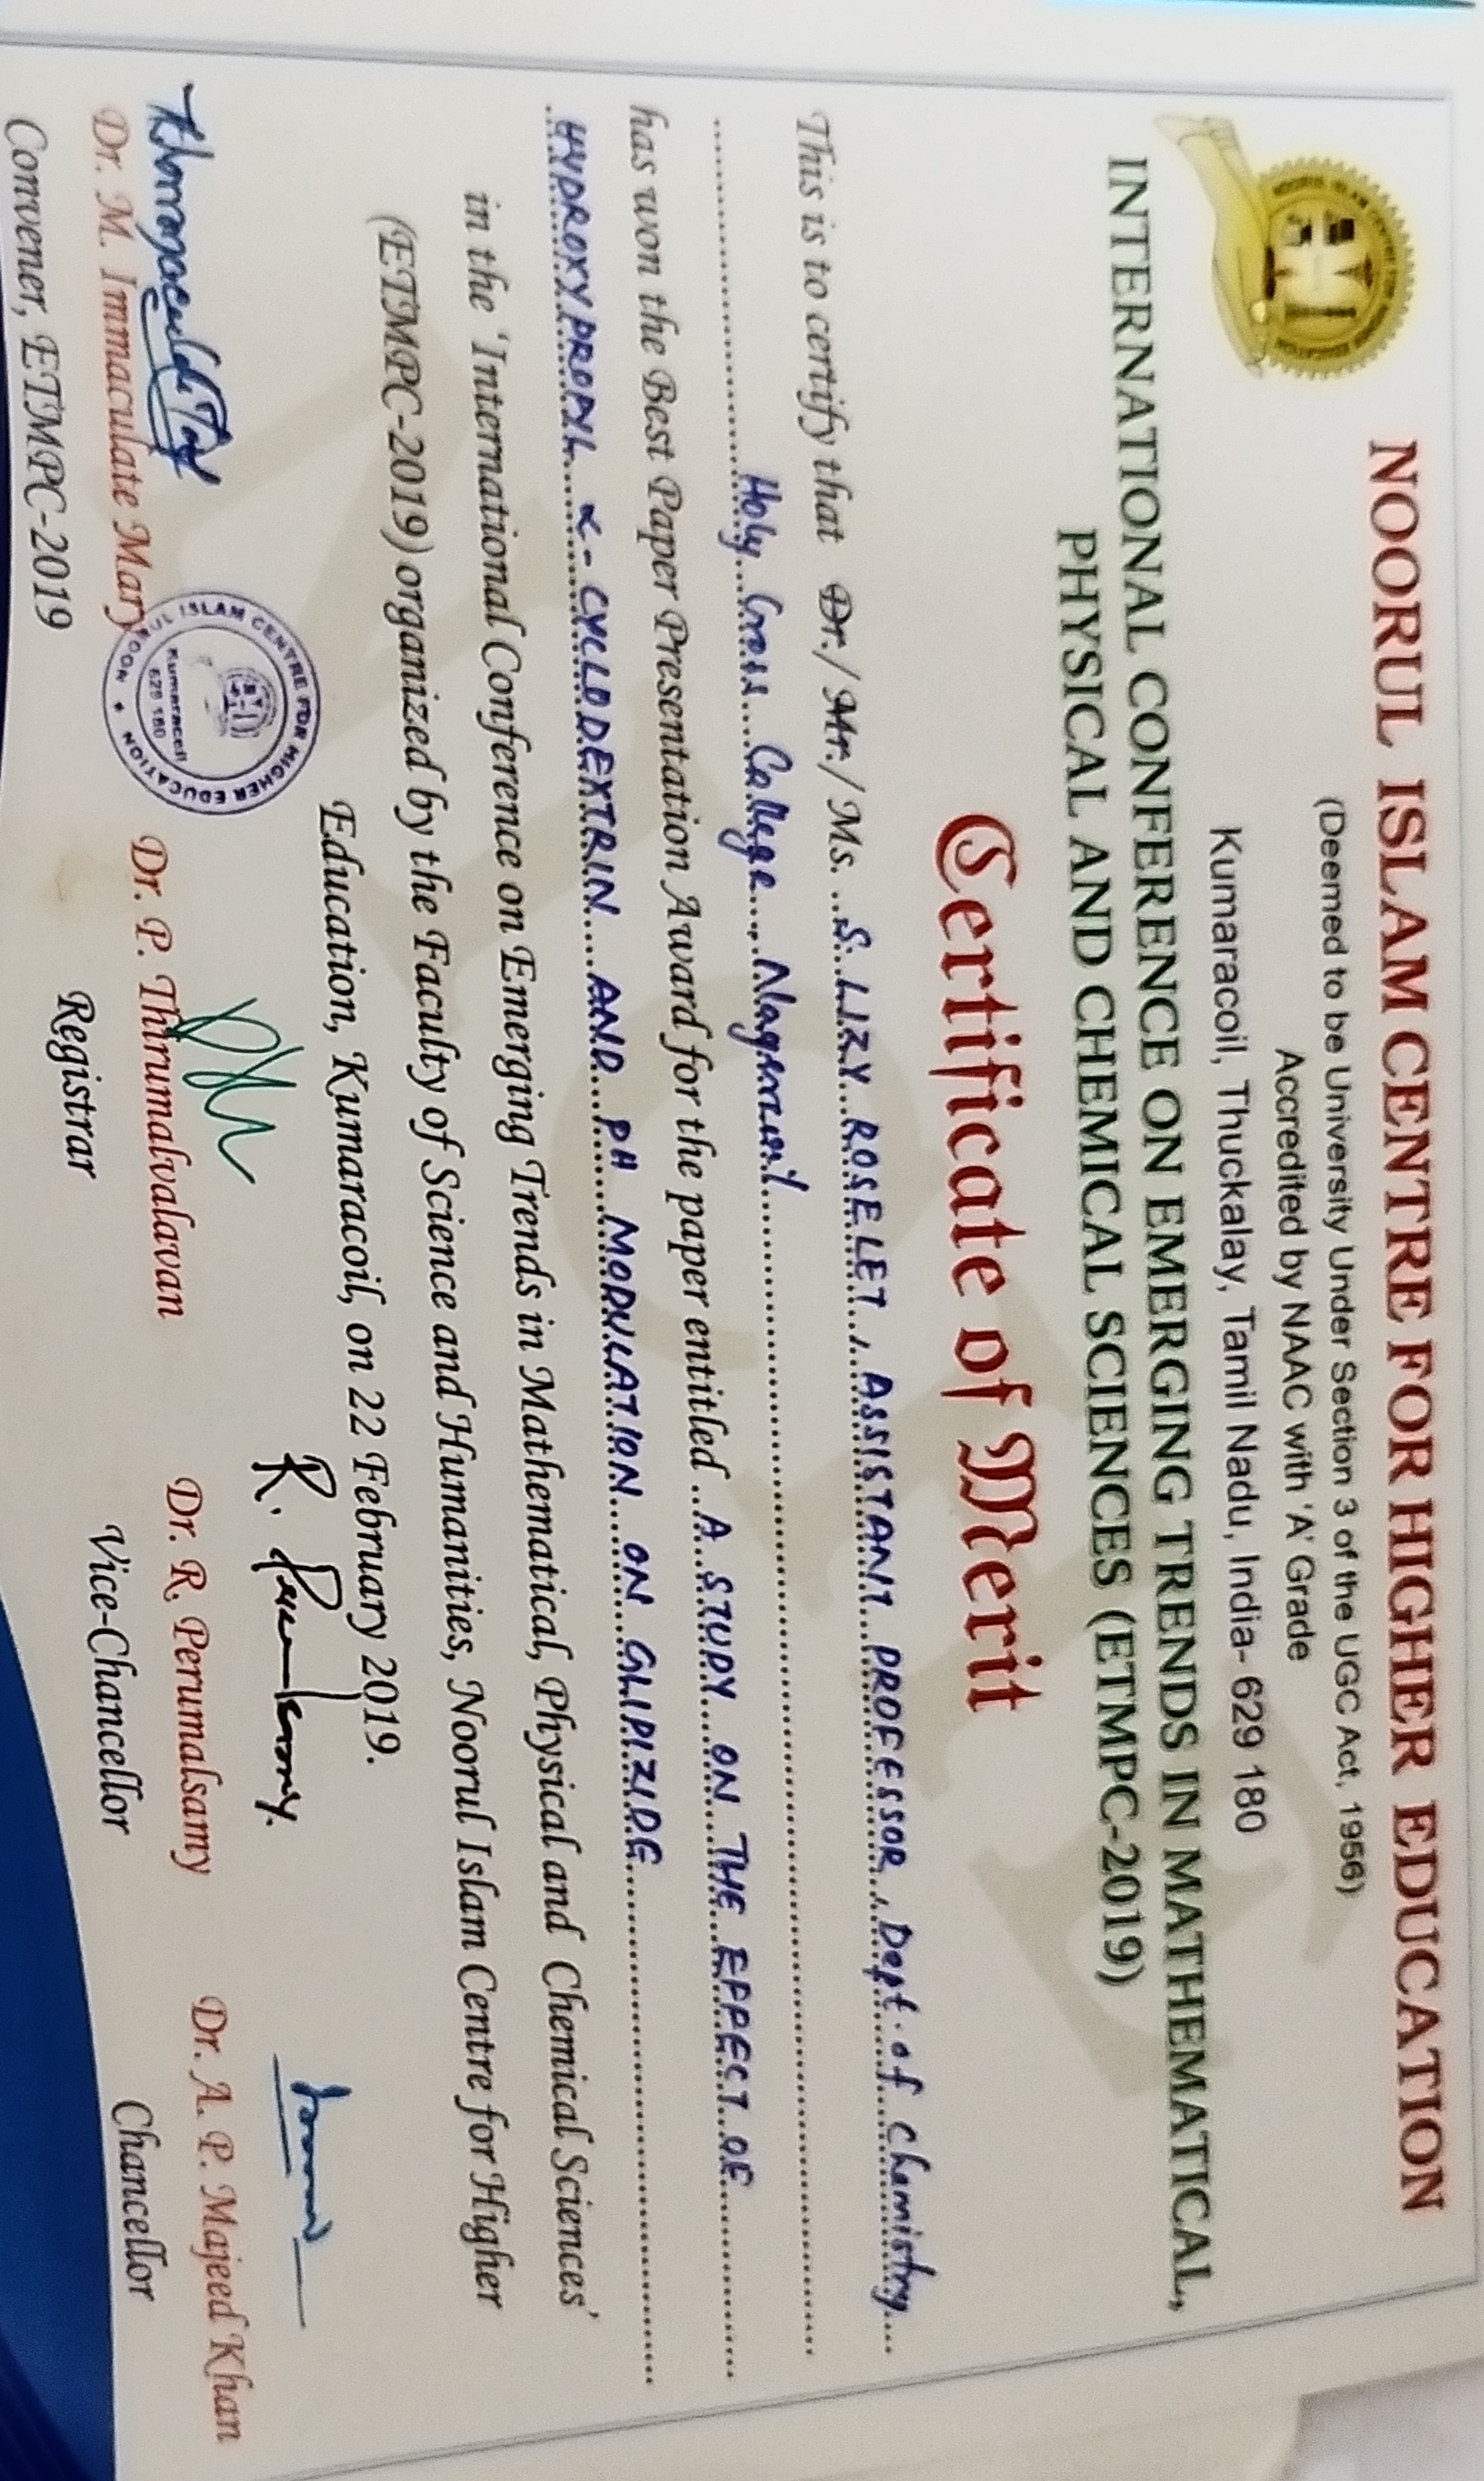 NOORUL ISLAM CENTRE FOR HIGHER EDUCATION
(Deemed to be University Under Section 3 of the UGC Act, 1956)
Accredited by NAAC with 'A' Grade
Kumaracoil, Thuckalay, Tamil Nadu, India- 629 180
INTERNATIONAL CONFERENCE ON EMERGING TRENDS IN MATHEMATICAL,
PHYSICAL AND CHEMICAL SCIENCES (ETMPC-2019)
Certificate of Merit
This is to certify that Dr./ Mr./ Ms. S. LIZY ROSELET, ASSISTANT PROFESSOR, Dept. of Chemistry
Holy Cross College, Nagercoil
has won the Best Paper Presentation Award for the paper entitled A STUDY ON THE EFFECT OF
HYDROXYPROPYL α-CYCLODEXTRIN AND PH MODULATION ON GLIPIZIDE
in the 'International Conference on Emerging Trends in Mathematical, Physical and Chemical Sciences'
(ETMPC-2019) organized by the Faculty of Science and Humanities, Noorul Islam Centre for Higher
Education, Kumaracoil, on 22 February 2019.
NOORUL ISLAM CENTRE FOR HIGHER EDUCATION
Kumaracoil
629 180
Dr. M. Immaculate Mary Dr. P. Thirumalvalavan Dr. R. Perumalsamy Dr. A. P. Majeed Khan
Convener, ETMPC-2019 Registrar Vice-Chancellor Chancellor